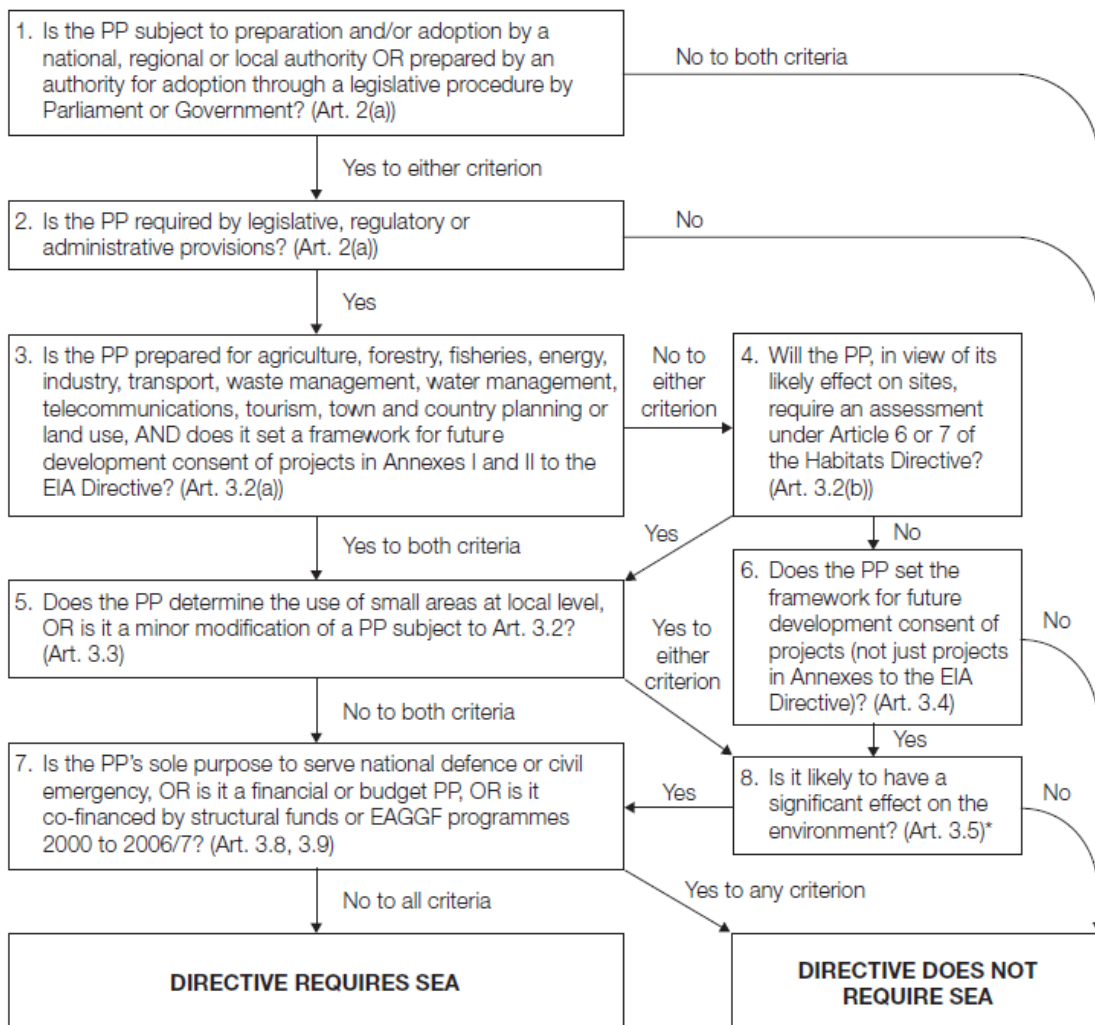 1. Is the PP subject to preparation and/or adoption by a
national, regional or local authority OR prepared by an
authority for adoption through a legislative procedure by
Parliament or Government? (Art. 2(a))
No to both criteria
Yes to either criterion
2. Is the PP required by legislative, regulatory or
administrative provisions? (Art. 2(a))
No
Yes
3. Is the PP prepared for agriculture, forestry, fisheries, energy,
industry, transport, waste management, water management,
telecommunications, tourism, town and country planning or
land use, AND does it set a framework for future
development consent of projects in Annexes I and II to the
EIA Directive? (Art. 3.2(a))
No to
either
criterion
4. Will the PP, in view of its
likely effect on sites,
require an assessment
under Article 6 or 7 of
the Habitats Directive?
(Art. 3.2(b))
Yes to both criteria
Yes
No
5. Does the PP determine the use of small areas at local level,
OR is it a minor modification of a PP subject to Art. 3.2?
(Art. 3.3)
Yes to
either
criterion
6. Does the PP set the
framework for future
development consent of
projects (not just projects
in Annexes to the EIA
Directive)? (Art. 3.4)
No
No to both criteria
Yes
7. Is the PP's sole purpose to serve national defence or civil
emergency, OR is it a financial or budget PP, OR is it
co-financed by structural funds or EAGGF programmes
2000 to 2006/7? (Art. 3.8, 3.9)
Yes
8. Is it likely to have a
significant effect on the
environment? (Art. 3.5)*
No
No to all criteria
Yes to any criterion
DIRECTIVE REQUIRES SEA
DIRECTIVE DOES NOT
REQUIRE SEA